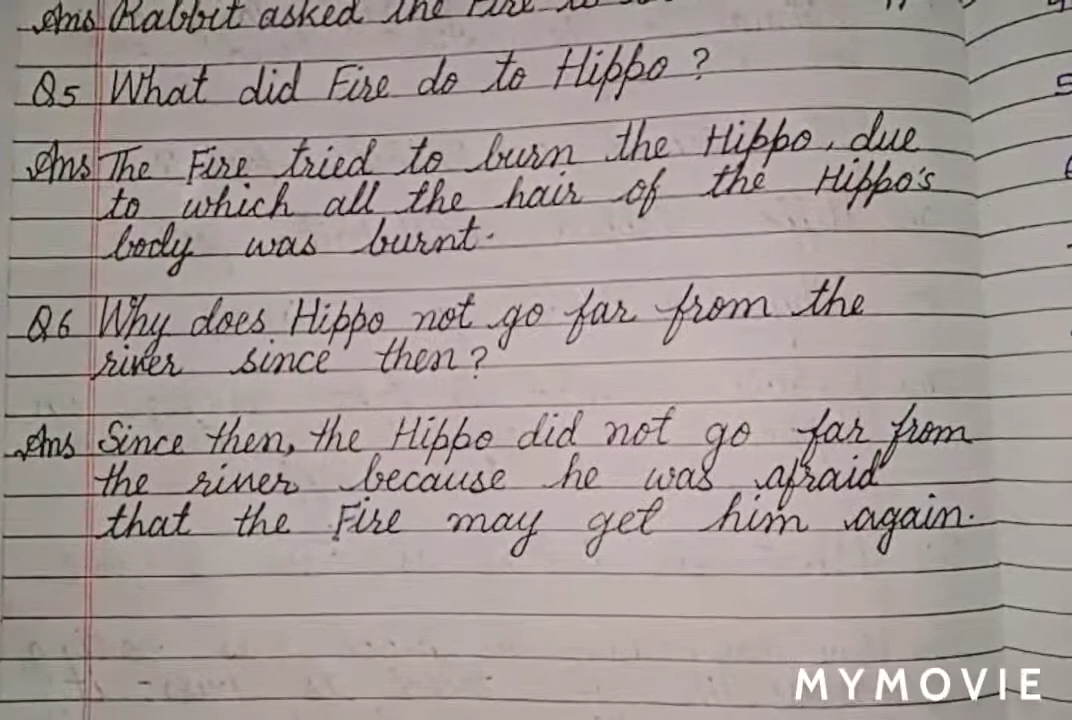 Ans Rabbit asked the Fire to
Q5 What did Fire do to Hippo ?
Ans The Fire tried to burn the Hippo, due
to which all the hair of the Hippo's
body was burnt.
Q6 Why does Hippo not go far from the
river since then?
Ans Since then, the Hippo did not go far from
the river because he was afraid
that the Fire may get him again.
MYMOVIE